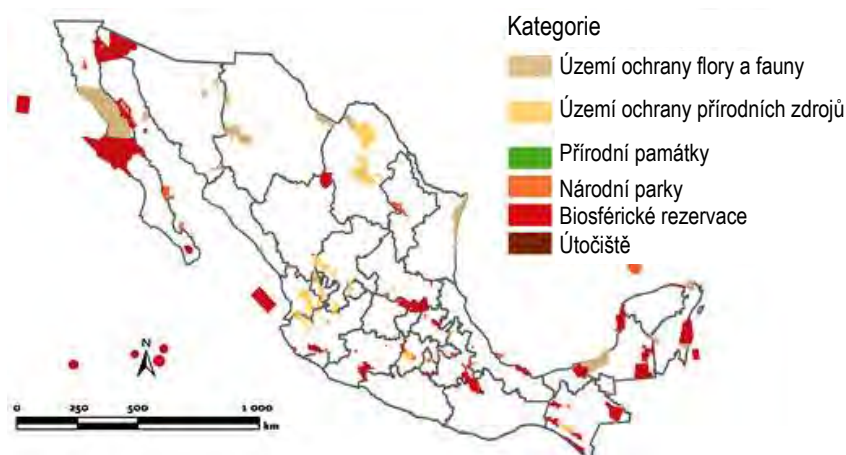 Kategorie
Území ochrany flory a fauny
Území ochrany přírodních zdrojů
Přírodní památky
Národní parky
Biosférické rezervace
Útočiště
N
0 250 500 1 000
km